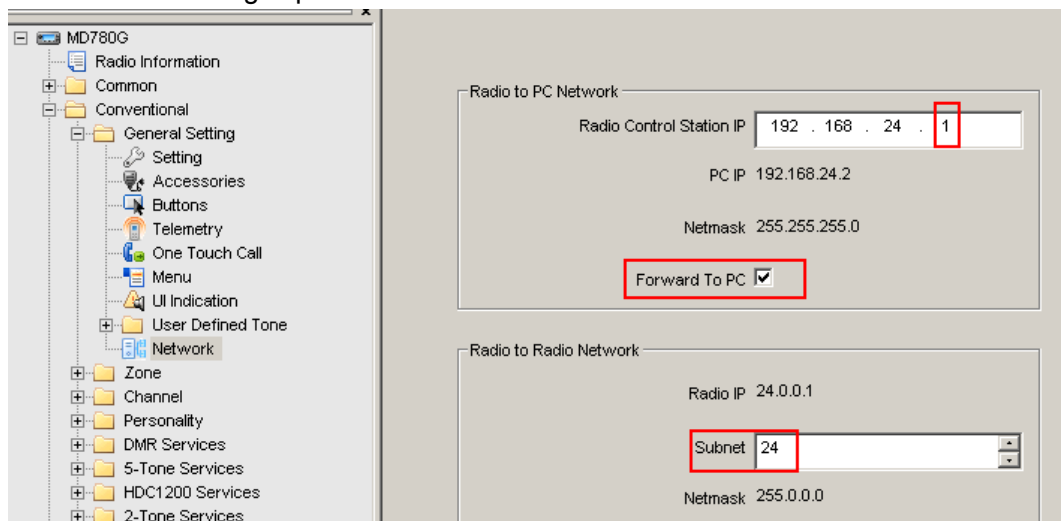 MD780G
Radio Information
Common
Conventional
General Setting
Setting
Accessories
Buttons
Telemetry
One Touch Call
Menu
UI Indication
User Defined Tone
Network
Zone
Channel
Personality
DMR Services
5-Tone Services
HDC1200 Services
2-Tone Services
Radio to PC Network
Radio Control Station IP 192 . 168 . 24 . 1
PC IP 192.168.24.2
Netmask 255.255.255.0
Forward To PC
Radio to Radio Network
Radio IP 24.0.0.1
Subnet 24
Netmask 255.0.0.0